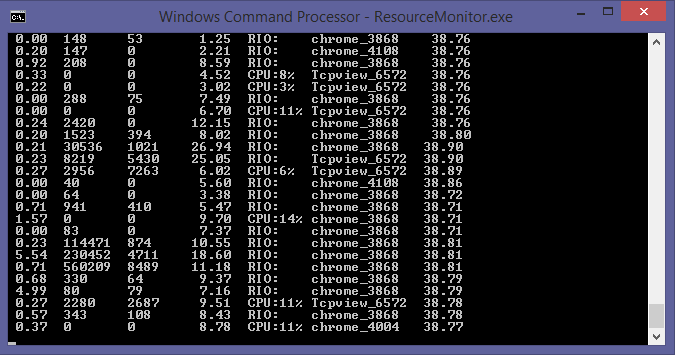 Windows Command Processor - ResourceMonitor.exe
0.00 148 53 1.25 RIO: chrome_3868 38.76
0.20 147 0 2.21 RIO: chrome_4108 38.76
0.92 208 0 8.59 RIO: chrome_3868 38.76
0.33 0 0 4.52 CPU:8% Tcpview_6572 38.76
0.22 0 0 3.02 CPU:3% Tcpview_6572 38.76
0.00 288 75 7.49 RIO: chrome_3868 38.76
0.00 0 0 6.70 CPU:11% Tcpview_6572 38.76
0.24 2420 0 12.15 RIO: chrome_3868 38.76
0.20 1523 394 8.02 RIO: chrome_3868 38.80
0.21 30536 1021 26.94 RIO: chrome_3868 38.90
0.23 8219 5430 25.05 RIO: Tcpview_6572 38.90
0.27 2956 7263 6.02 CPU:6% Tcpview_6572 38.89
0.00 40 0 5.60 RIO: chrome_4108 38.86
0.00 64 0 3.38 RIO: chrome_3868 38.72
0.71 941 410 5.47 RIO: chrome_3868 38.71
1.57 0 0 9.70 CPU:14% chrome_3868 38.71
0.00 83 0 7.37 RIO: chrome_3868 38.71
0.23 114471 874 10.55 RIO: chrome_3868 38.81
5.54 230452 4711 18.60 RIO: chrome_3868 38.81
0.71 560209 8489 11.18 RIO: chrome_3868 38.81
0.68 330 64 9.37 RIO: chrome_3868 38.79
4.99 80 79 7.16 RIO: chrome_3868 38.79
0.27 2280 2687 9.51 CPU:11% Tcpview_6572 38.78
0.57 343 108 8.43 RIO: chrome_3868 38.78
0.37 0 0 8.78 CPU:11% chrome_4004 38.77